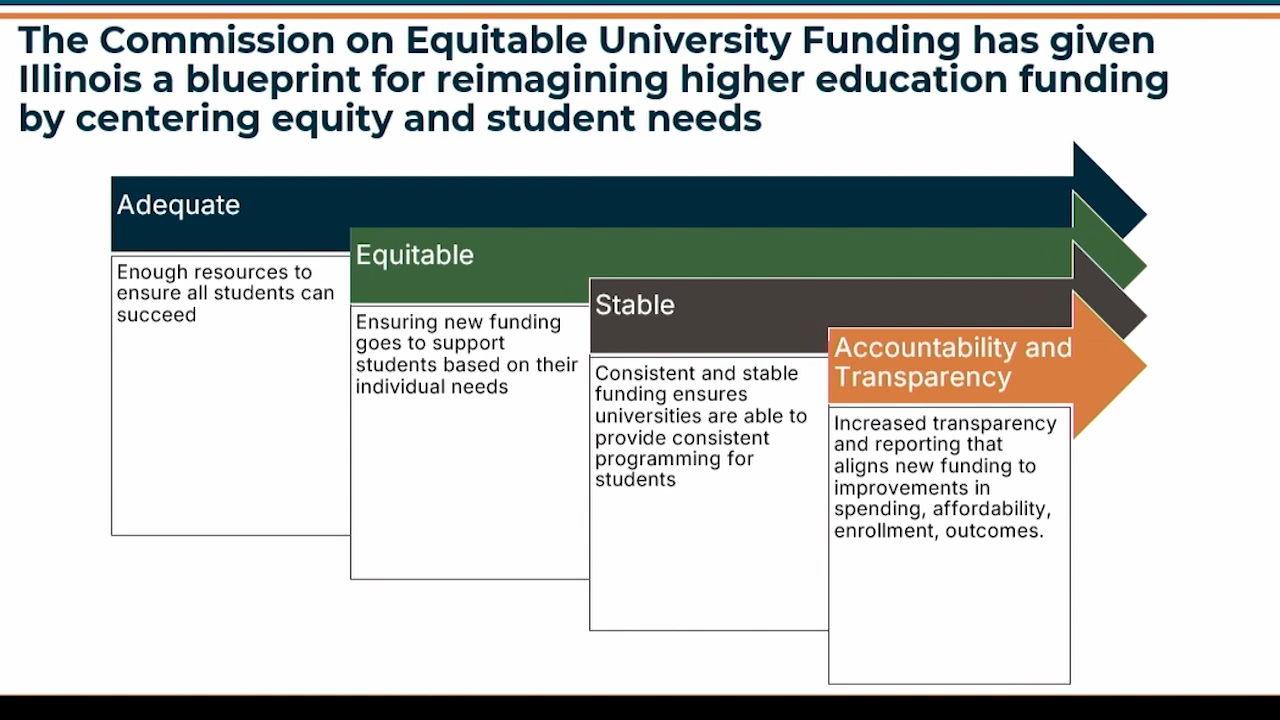 The Commission on Equitable University Funding has given
Illinois a blueprint for reimagining higher education funding
by centering equity and student needs
Adequate
Enough resources to
ensure all students can
succeed
Equitable
Ensuring new funding
goes to support
students based on their
individual needs
Stable
Consistent and stable
funding ensures
universities are able to
provide consistent
programming for
students
Accountability and
Transparency
Increased transparency
and reporting that
aligns new funding to
improvements in
spending, affordability,
enrollment, outcomes.